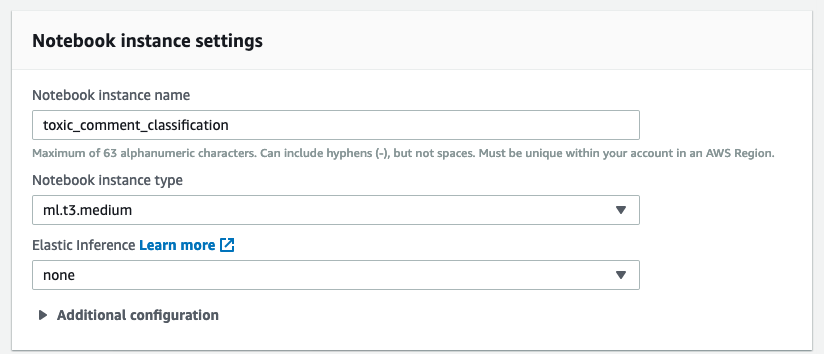 Notebook instance settings
Notebook instance name
toxic_comment_classification
Maximum of 63 alphanumeric characters. Can include hyphens (-), but not spaces. Must be unique within your account in an AWS Region.
Notebook instance type
ml.t3.medium
Elastic Inference Learn more
none
Additional configuration